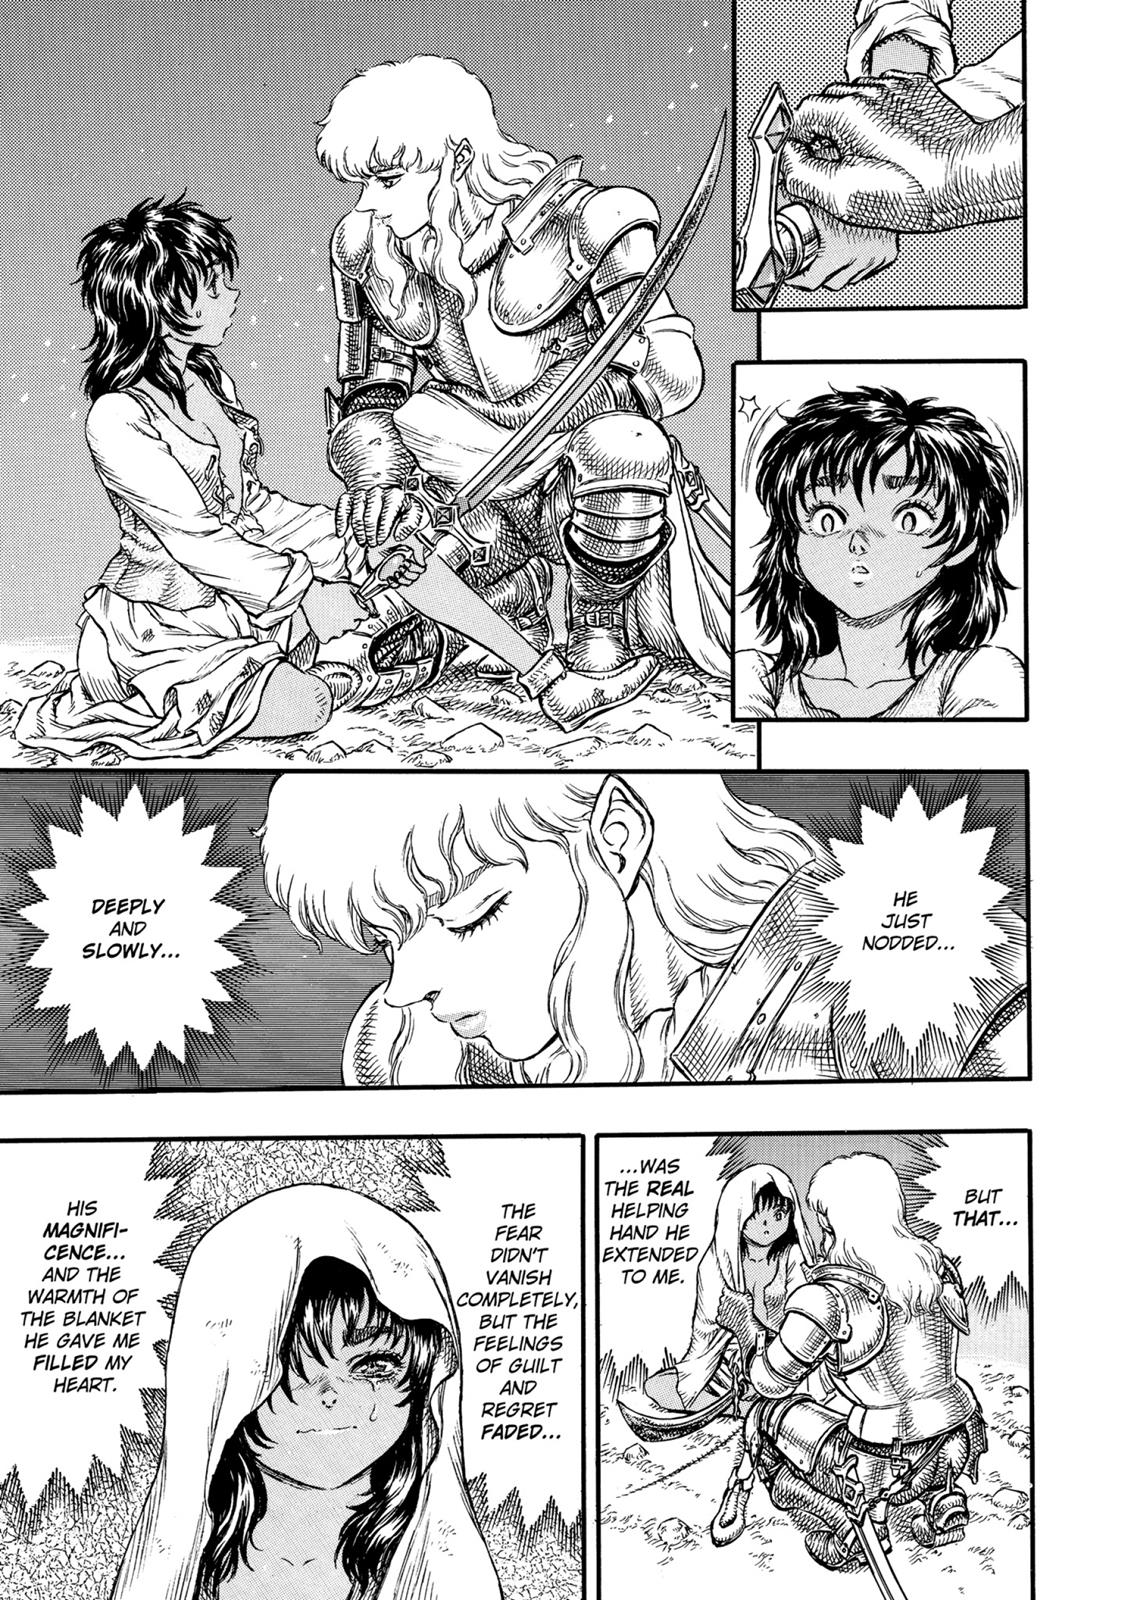 HE
JUST
NODDED...
DEEPLY
AND
SLOWLY...
BUT
THAT...
...WAS
THE REAL
HELPING
HAND HE
EXTENDED
TO ME.
THE
FEAR
DIDN'T
VANISH
COMPLETELY,
BUT THE
FEELINGS
OF GUILT
AND
REGRET
FADED...
HIS
MAGNIFI-
CENCE...
AND THE
WARMTH OF
THE BLANKET
HE GAVE ME
FILLED MY
HEART.